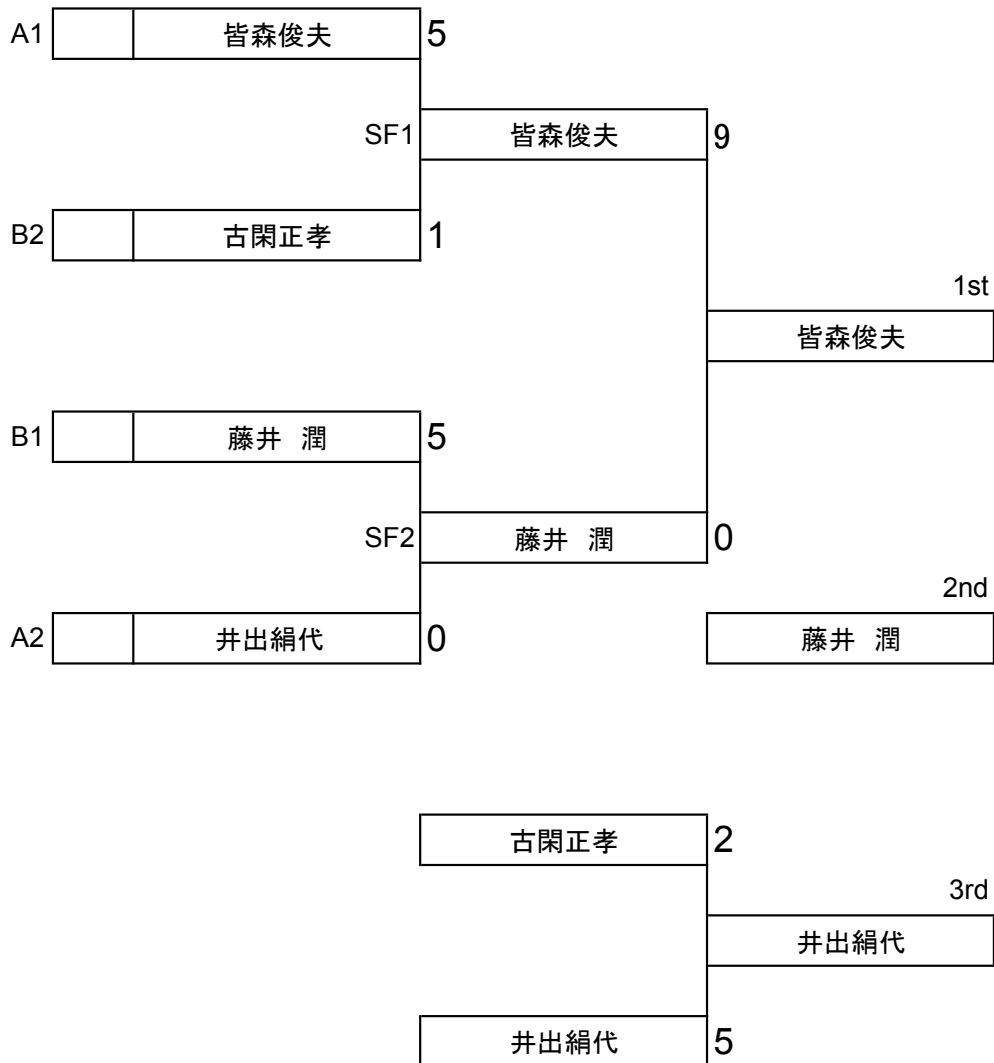 A1 皆森俊夫 5
SF1 皆森俊夫 9
B2 古閑正孝 1
1st
皆森俊夫
B1 藤井　潤 5
SF2 藤井　潤 0
2nd
A2 井出絹代 0 藤井　潤
古閑正孝 2
3rd
井出絹代
井出絹代 5